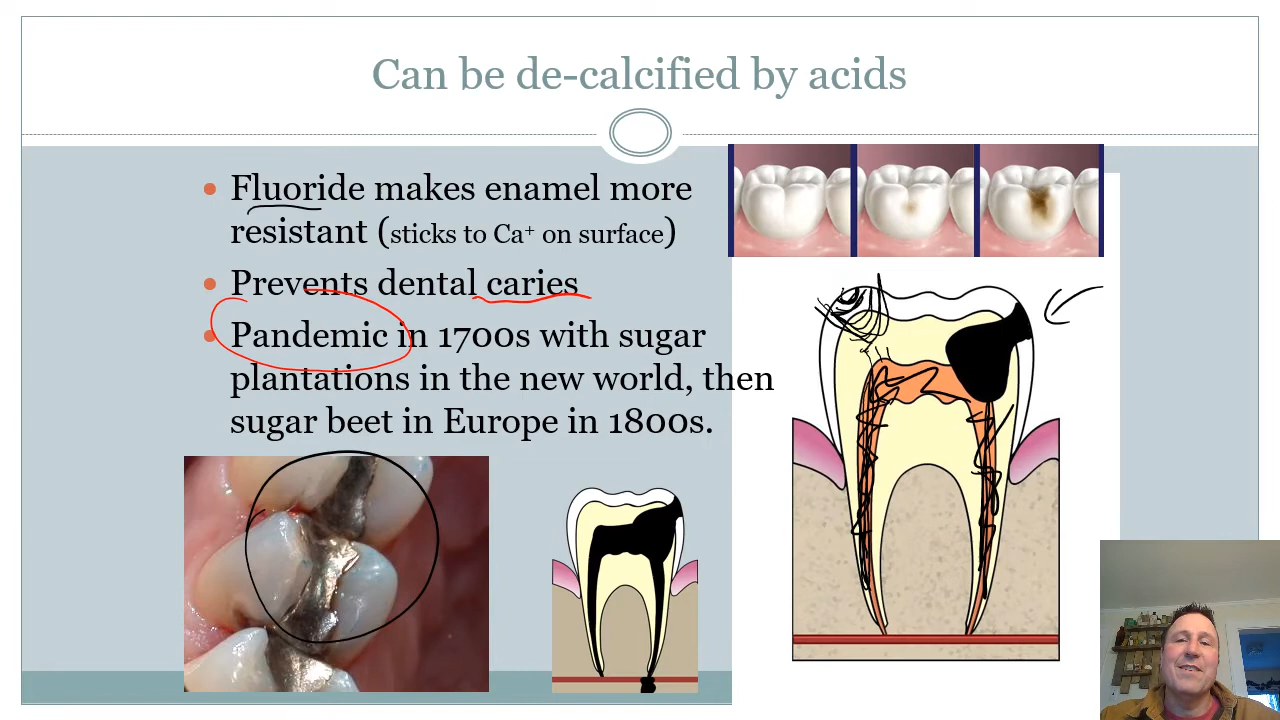 Can be de-calcified by acids
Fluoride makes enamel more
resistant (sticks to Ca⁺ on surface)
Prevents dental caries
Pandemic in 1700s with sugar
plantations in the new world, then
sugar beet in Europe in 1800s.